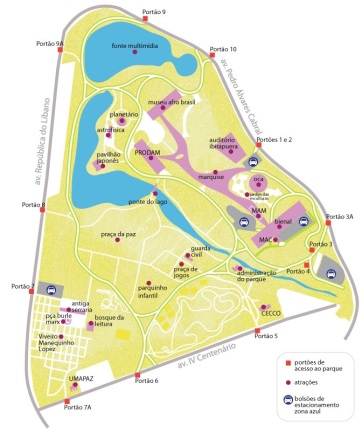 Portão 9
Portão 9A
Portão 10
fonte multimídia
av. Pedro Álvares Cabral
av. República do Líbano
museu afro brasil
planetário
astrofísica
auditório
ibirapuera
Portões 1 e 2
PRODAM
pavilhão
japonês
marquise
oca
ponte do lago
MAM
bienal
Portão 3A
Portão 8
praça da paz
MAC
guarda
civil
Portão 3
praça de
jogos
administração
do parque
Portão 4
Portão 7
parquinho
infantil
antiga
serraria
pça burle
marx
bosque da
leitura
CECCO
Viveiro
Manequinho
Lopez
Portão 5
av. IV Centenário
UMAPAZ
Portão 6
Portão 7A
portões de
acesso ao parque
atrações
bolsões de
estacionamento
zona azul